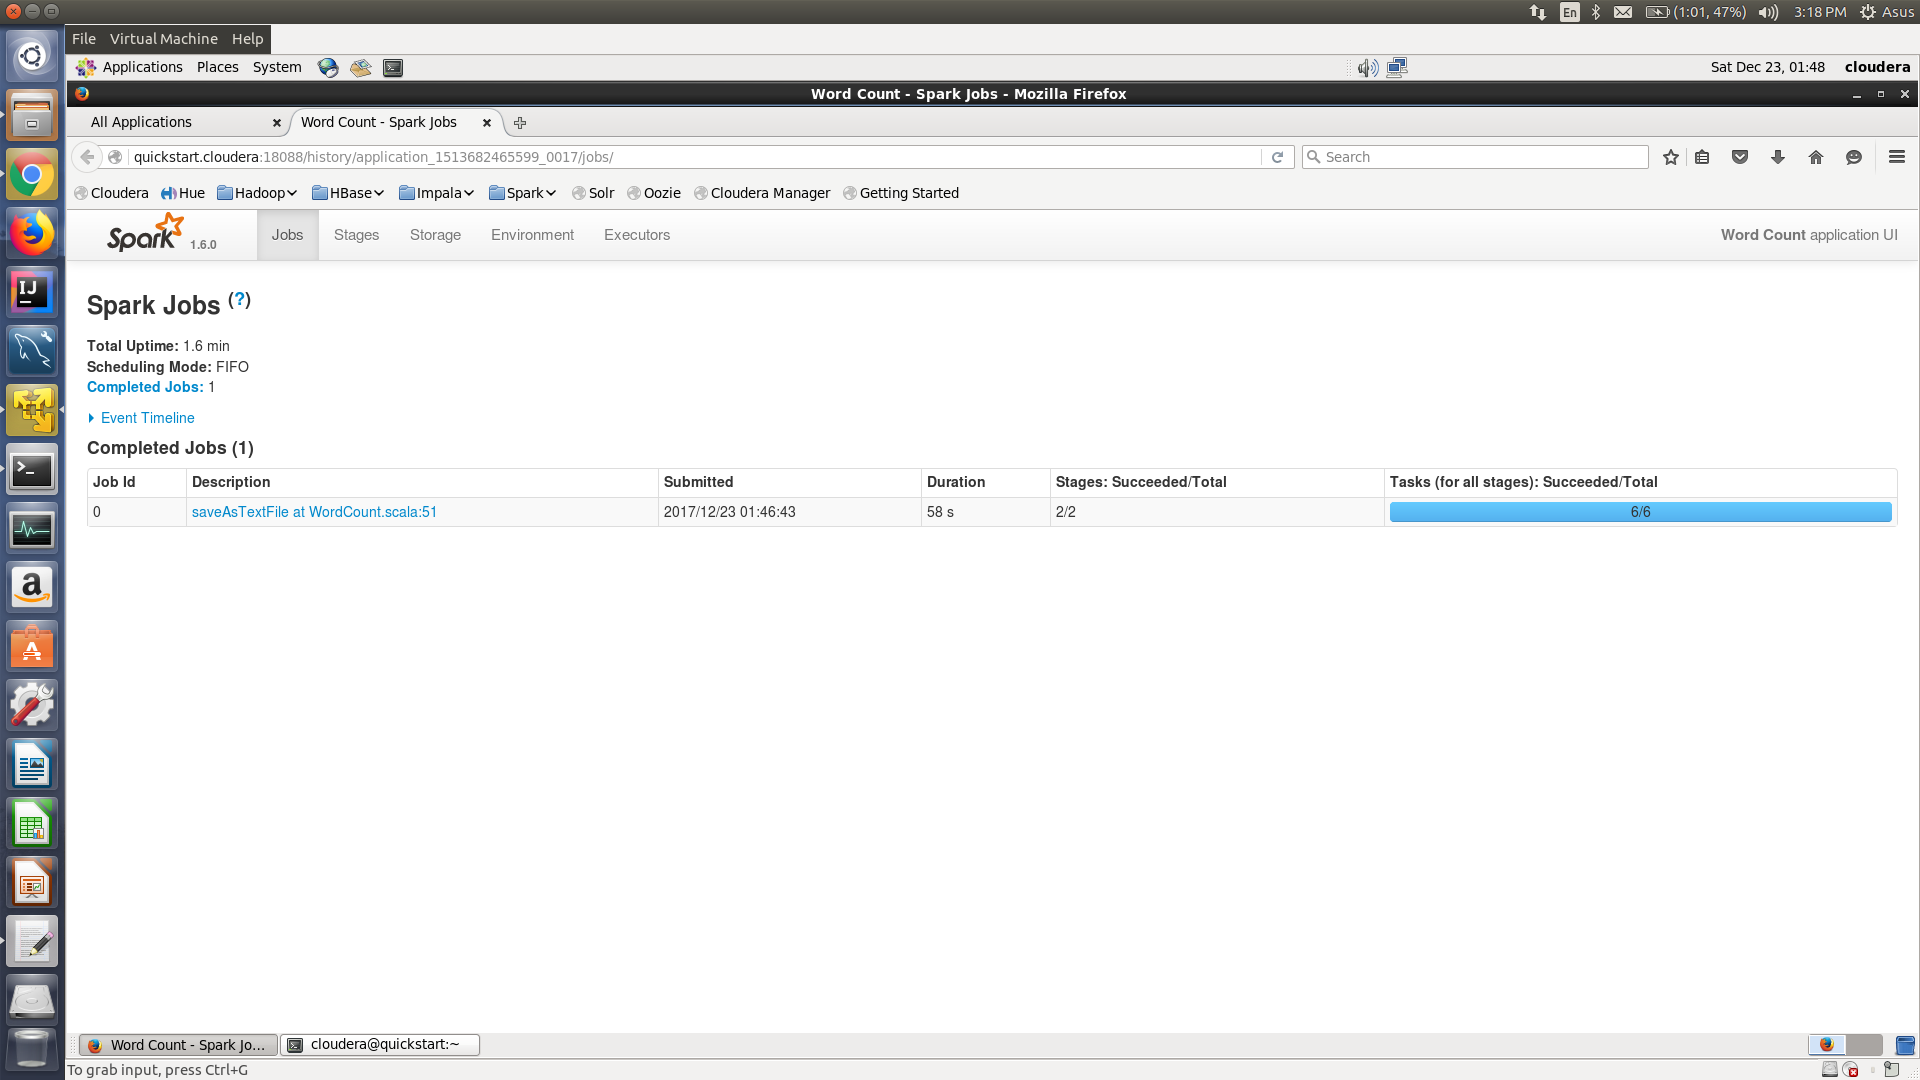 En (1:01, 47%) 3:18 PM Asus
File Virtual Machine Help
Applications Places System Sat Dec 23, 01:48 cloudera
Word Count - Spark Jobs - Mozilla Firefox
All Applications Word Count - Spark Jobs
quickstart.cloudera:18088/history/application_1513682465599_0017/jobs/ Search
Cloudera Hue Hadoop HBase Impala Spark Solr Oozie Cloudera Manager Getting Started
Spark 1.6.0 Jobs Stages Storage Environment Executors Word Count application UI
Spark Jobs (?)
Total Uptime: 1.6 min
Scheduling Mode: FIFO
Completed Jobs: 1
Event Timeline
Completed Jobs (1)
Job Id Description Submitted Duration Stages: Succeeded/Total Tasks (for all stages): Succeeded/Total
0 saveAsTextFile at WordCount.scala:51 2017/12/23 01:46:43 58 s 2/2 6/6
IJ
a
Word Count - Spark Jo... cloudera@quickstart:~
To grab input, press Ctrl+G